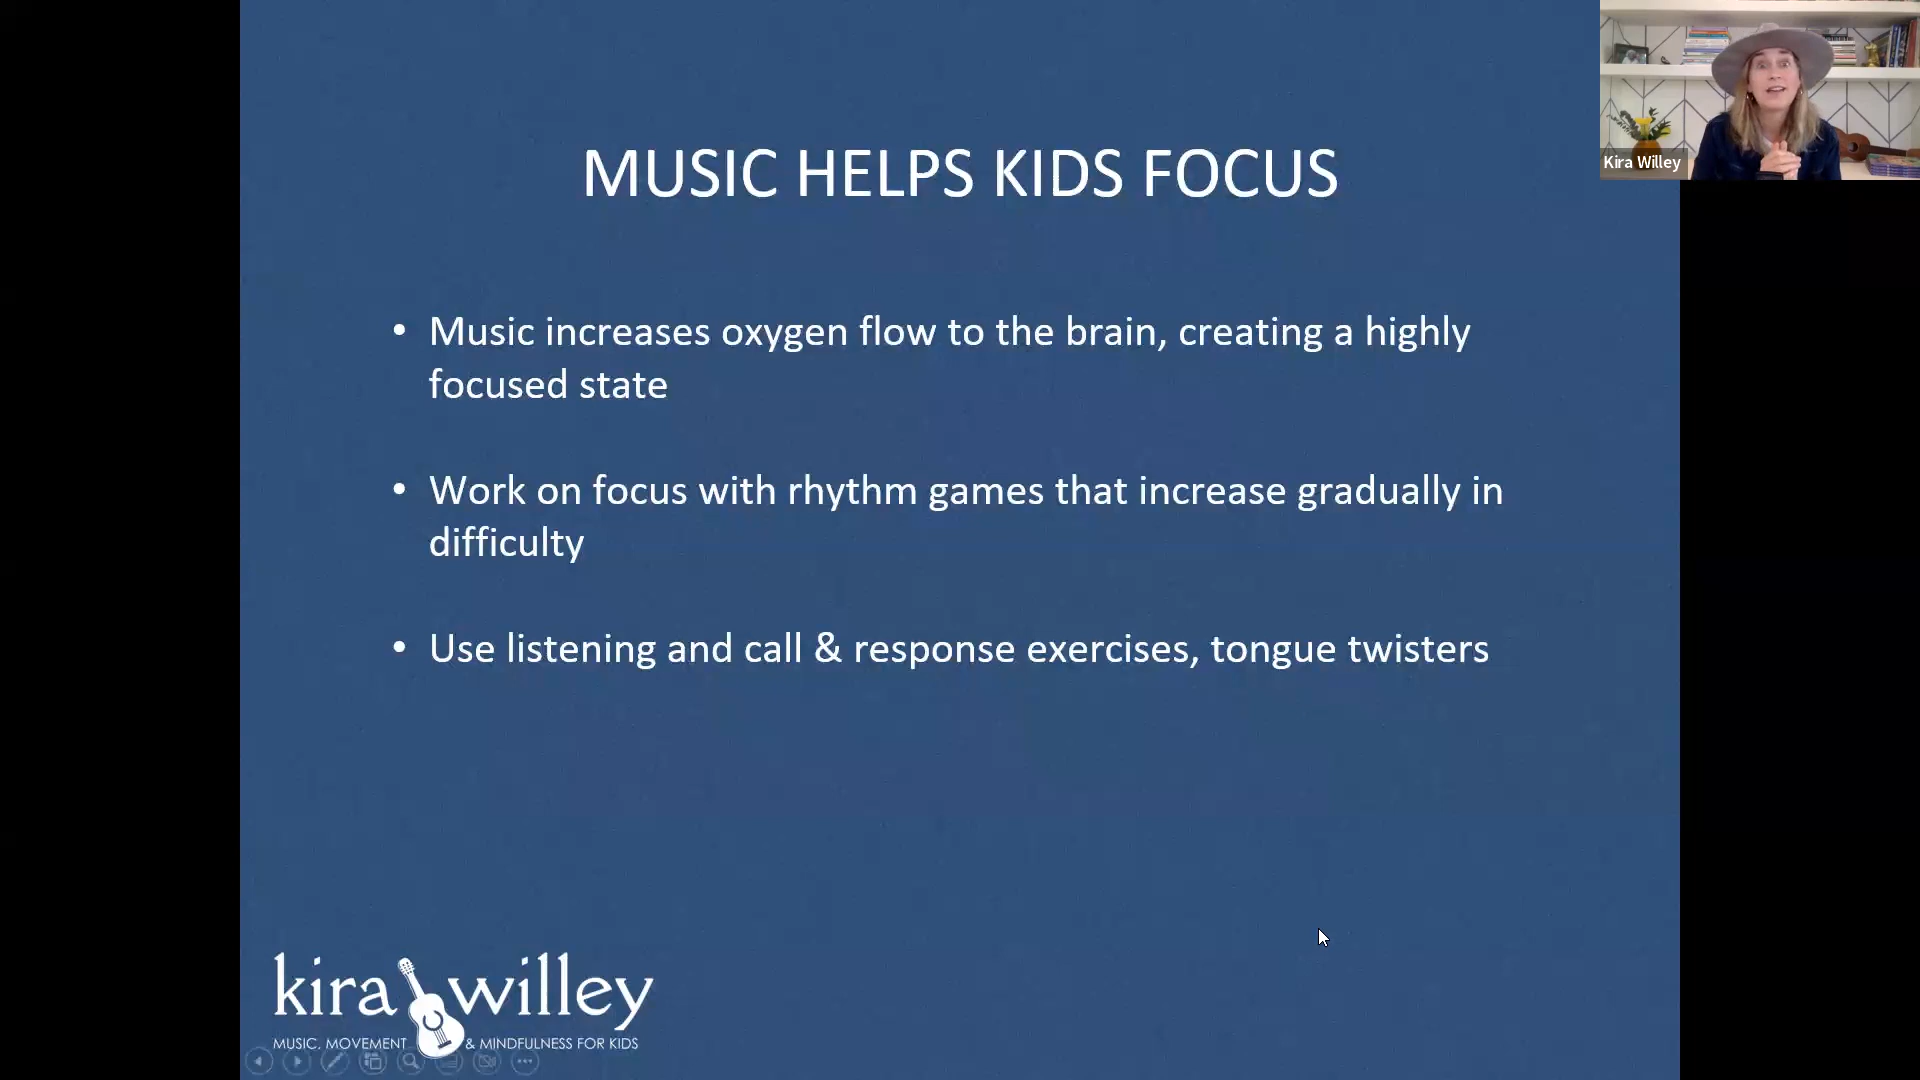 Kira Willey
MUSIC HELPS KIDS FOCUS
• Music increases oxygen flow to the brain, creating a highly
focused state
• Work on focus with rhythm games that increase gradually in
difficulty
• Use listening and call & response exercises, tongue twisters
kira willey
MUSIC, MOVEMENT & MINDFULNESS FOR KIDS